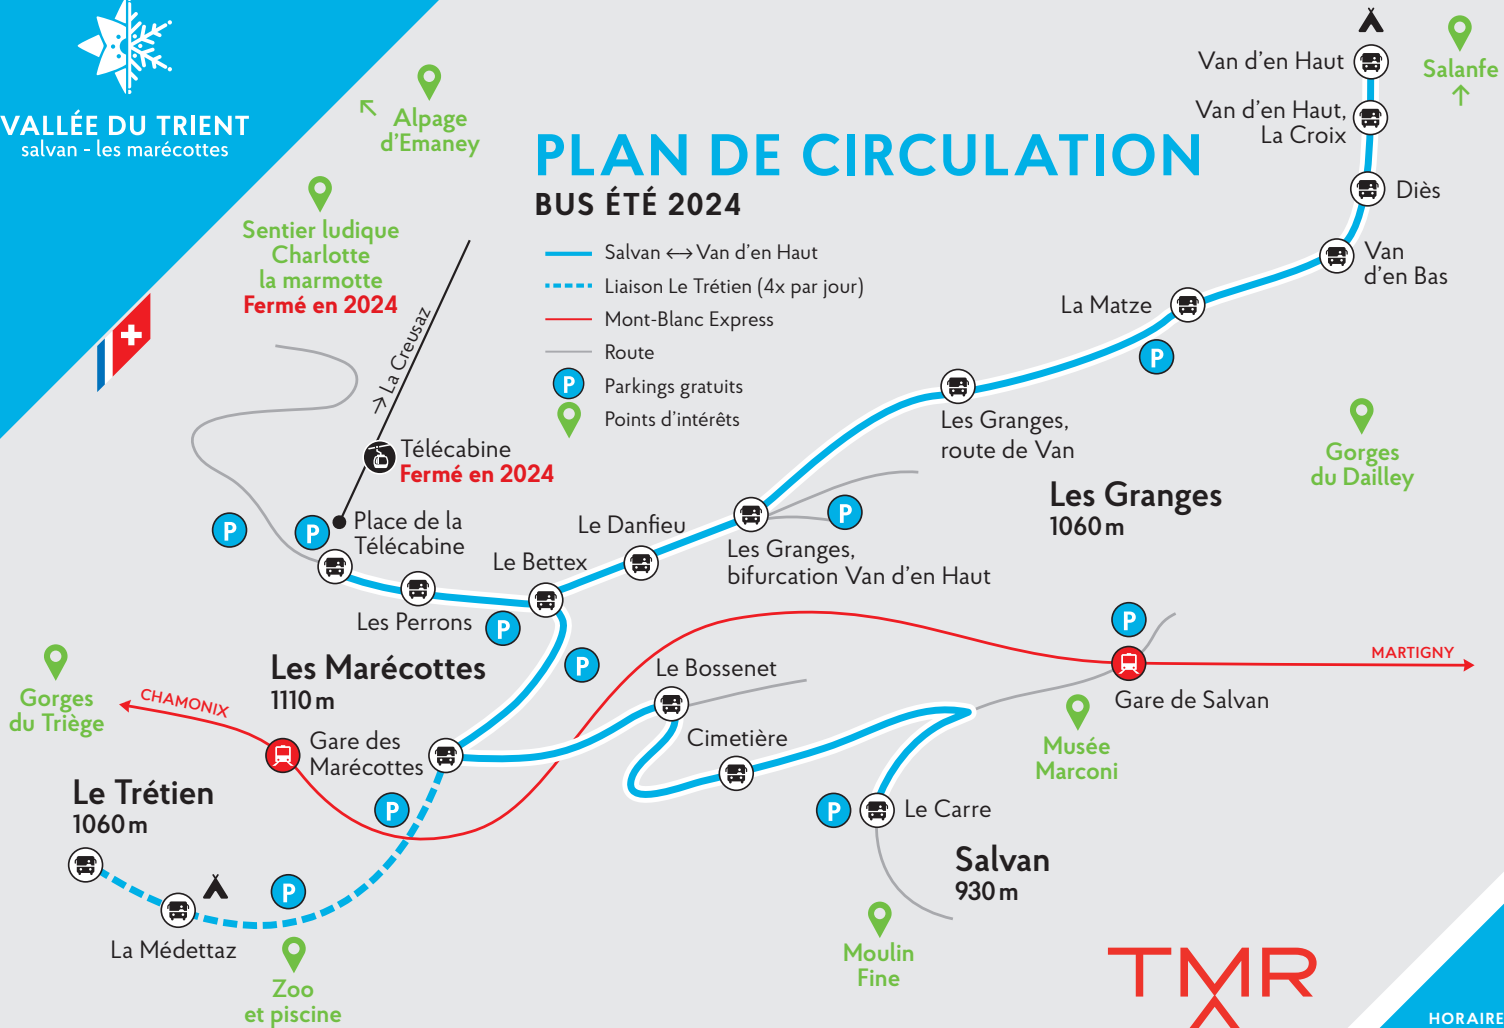 VALLÉE DU TRIENT
salvan - les marécottes
PLAN DE CIRCULATION
BUS ÉTÉ 2024
Salvan ↔ Van d'en Haut
Liaison Le Trétien (4x par jour)
Mont-Blanc Express
Route
P Parkings gratuits
Points d'intérêts
Alpage
d'Emaney
Sentier ludique
Charlotte
la marmotte
Fermé en 2024
→ La Creusaz
Télécabine
Fermé en 2024
Van d'en Haut
Salanfe
Van d'en Haut,
La Croix
Diès
Van
d'en Bas
La Matze
P
Les Granges,
route de Van
Gorges
du Dailley
Les Granges
1060 m
P
P
Place de la
Télécabine
Le Danfieu
P
Les Granges,
bifurcation Van d'en Haut
Le Bettex
Les Perrons
P
P
P
Les Marécottes
1110 m
Gorges
du Triège
CHAMONIX
Gare des
Marécottes
Le Bossenet
Cimetière
MARTIGNY
Gare de Salvan
Musée
Marconi
Le Trétien
1060 m
P
P
Le Carre
Salvan
930 m
P
La Médettaz
Zoo
et piscine
Moulin
Fine
TMR
HORAIRE